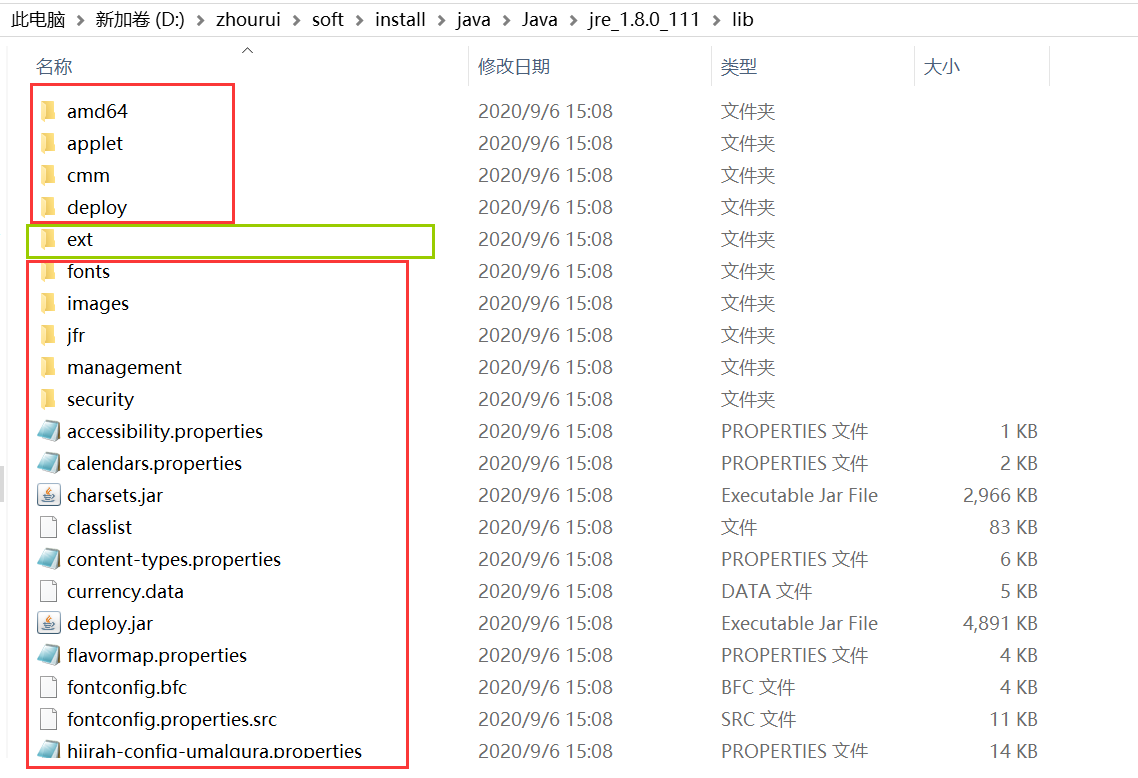 此电脑 > 新加卷 (D:) > zhourui > soft > install > java > Java > jre_1.8.0_111 > lib
名称 修改日期 类型 大小
amd64 2020/9/6 15:08 文件夹
applet 2020/9/6 15:08 文件夹
cmm 2020/9/6 15:08 文件夹
deploy 2020/9/6 15:08 文件夹
ext 2020/9/6 15:08 文件夹
fonts 2020/9/6 15:08 文件夹
images 2020/9/6 15:08 文件夹
jfr 2020/9/6 15:08 文件夹
management 2020/9/6 15:08 文件夹
security 2020/9/6 15:08 文件夹
accessibility.properties 2020/9/6 15:08 PROPERTIES 文件 1 KB
calendars.properties 2020/9/6 15:08 PROPERTIES 文件 2 KB
charsets.jar 2020/9/6 15:08 Executable Jar File 2,966 KB
classlist 2020/9/6 15:08 文件 83 KB
content-types.properties 2020/9/6 15:08 PROPERTIES 文件 6 KB
currency.data 2020/9/6 15:08 DATA 文件 5 KB
deploy.jar 2020/9/6 15:08 Executable Jar File 4,891 KB
flavormap.properties 2020/9/6 15:08 PROPERTIES 文件 4 KB
fontconfig.bfc 2020/9/6 15:08 BFC 文件 4 KB
fontconfig.properties.src 2020/9/6 15:08 SRC 文件 11 KB
hijrah-config-umalqura.properties 2020/9/6 15:08 PROPERTIES 文件 14 KB